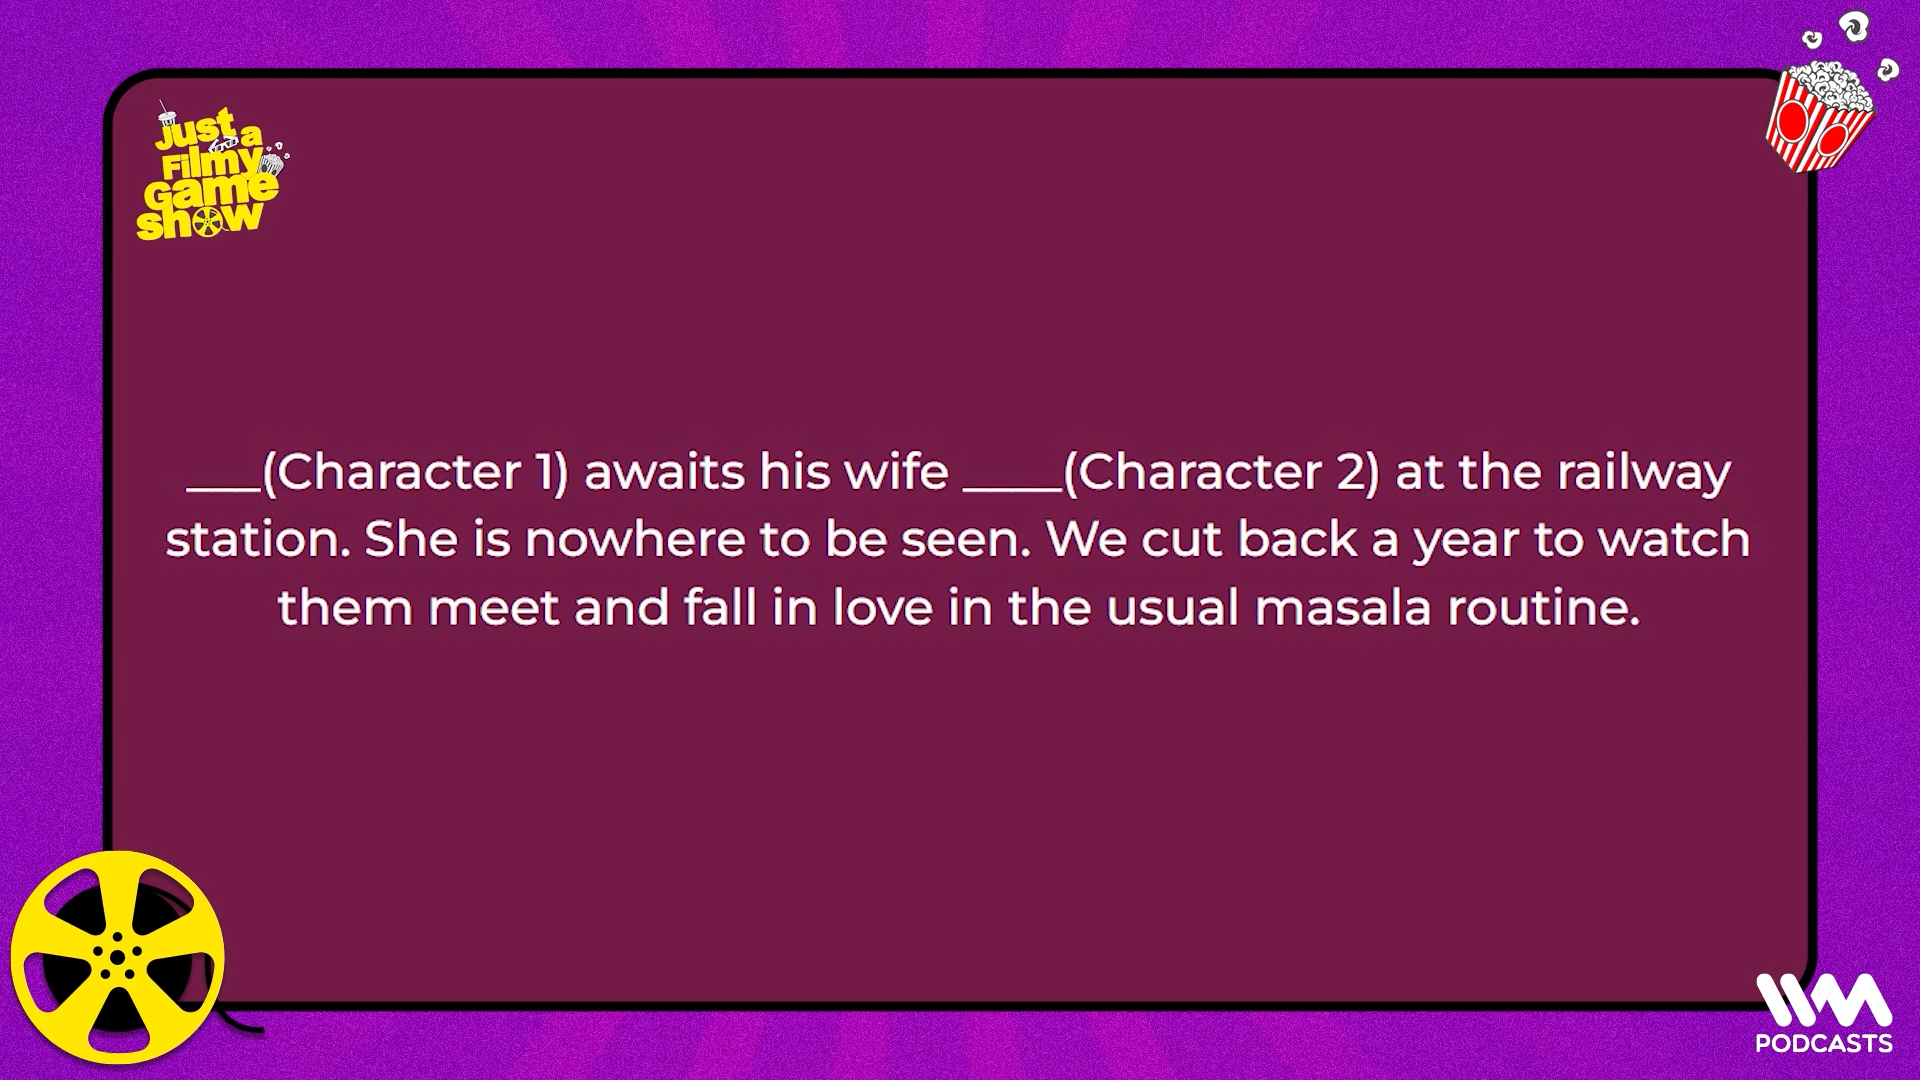 Just a
Filmy
Game
show
___(Character 1) awaits his wife ____(Character 2) at the railway
station. She is nowhere to be seen. We cut back a year to watch
them meet and fall in love in the usual masala routine.
IVM
PODCASTS